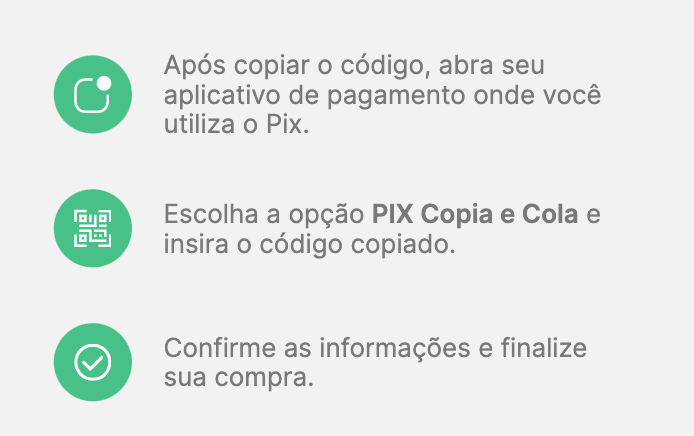 Após copiar o código, abra seu
aplicativo de pagamento onde você
utiliza o Pix.
Escolha a opção PIX Copia e Cola e
insira o código copiado.
Confirme as informações e finalize
sua compra.